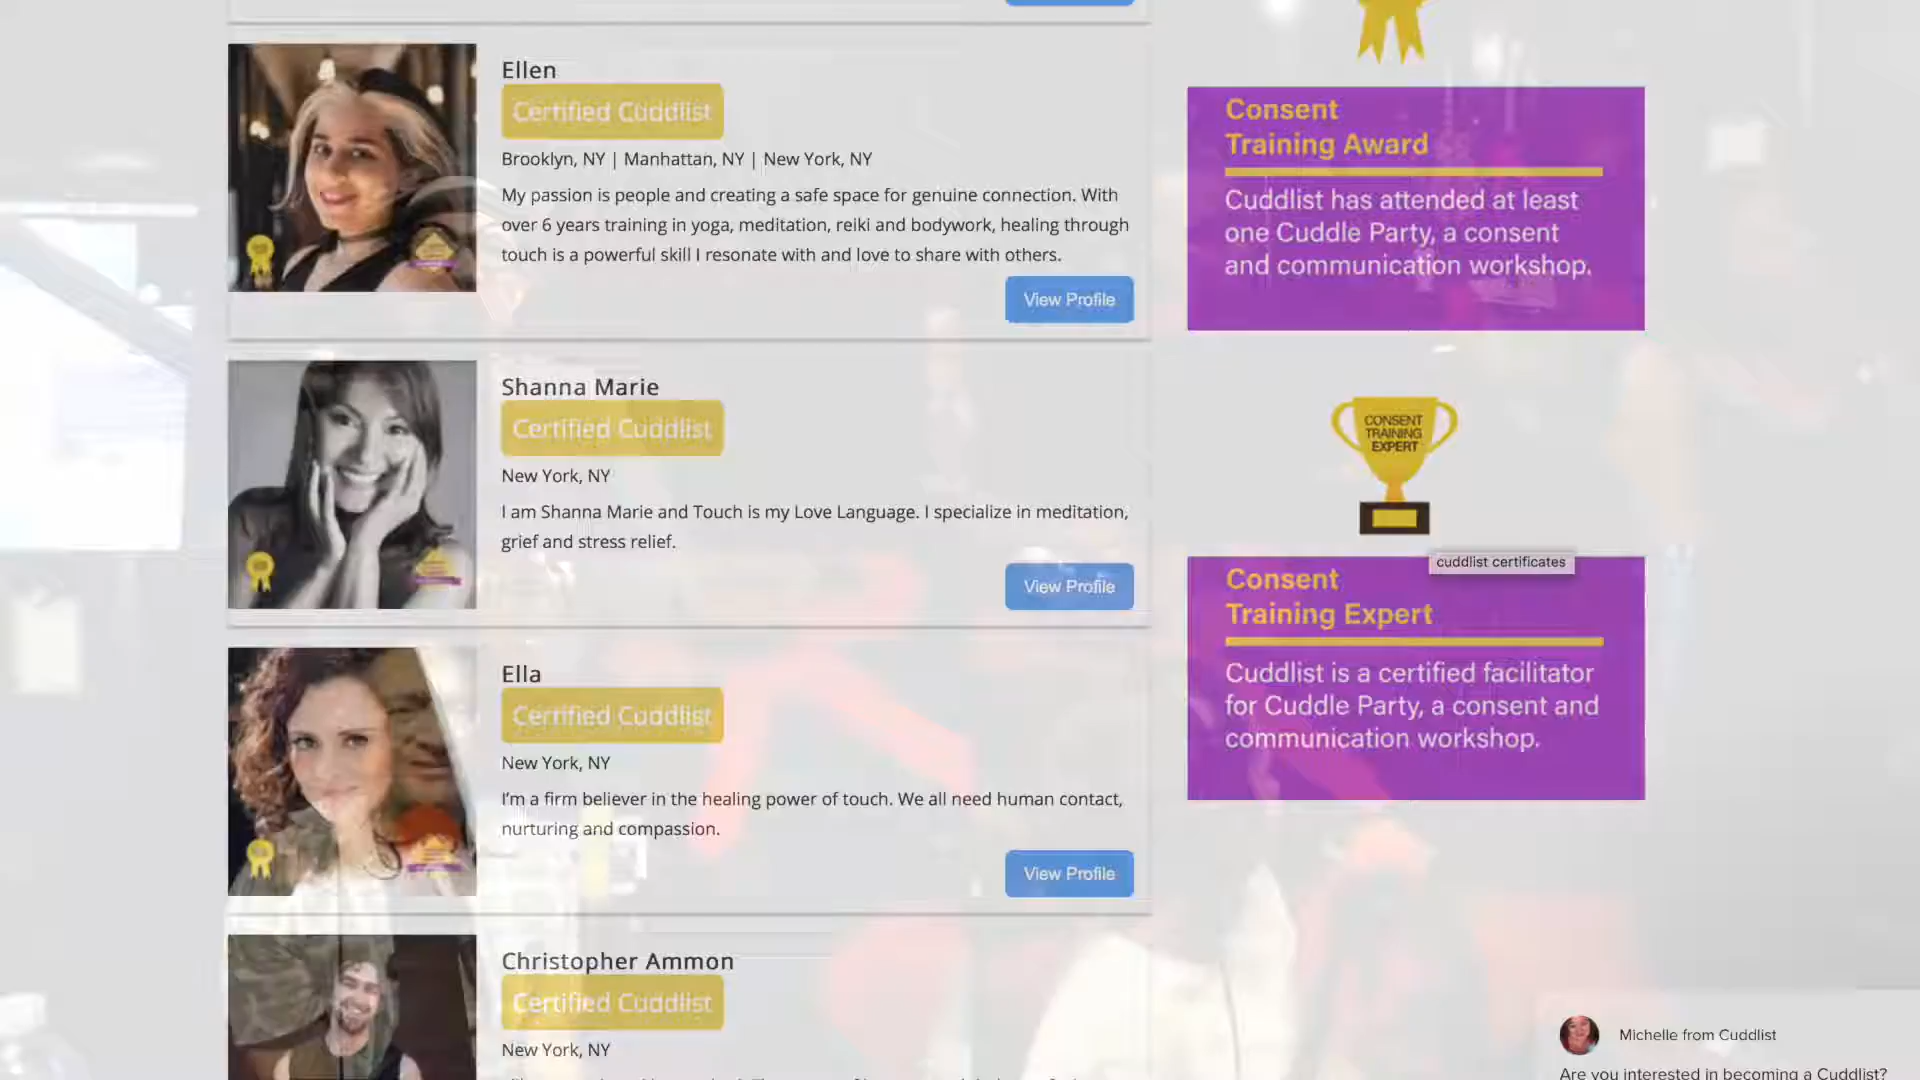 Ellen
Certified Cuddlist
Brooklyn, NY | Manhattan, NY | New York, NY
My passion is people and creating a safe space for genuine connection. With
over 6 years training in yoga, meditation, reiki and bodywork, healing through
touch is a powerful skill I resonate with and love to share with others.
View Profile
Shanna Marie
Certified Cuddlist
New York, NY
I am Shanna Marie and Touch is my Love Language. I specialize in meditation,
grief and stress relief.
View Profile
Ella
Certified Cuddlist
New York, NY
I'm a firm believer in the healing power of touch. We all need human contact,
nurturing and compassion.
View Profile
Christopher Ammon
Certified Cuddlist
New York, NY
Consent
Training Award
Cuddlist has attended at least
one Cuddle Party, a consent
and communication workshop.
CONSENT
TRAINING
EXPERT
cuddlist certificates
Consent
Training Expert
Cuddlist is a certified facilitator
for Cuddle Party, a consent and
communication workshop.
Michelle from Cuddlist
Are you interested in becoming a Cuddlist?